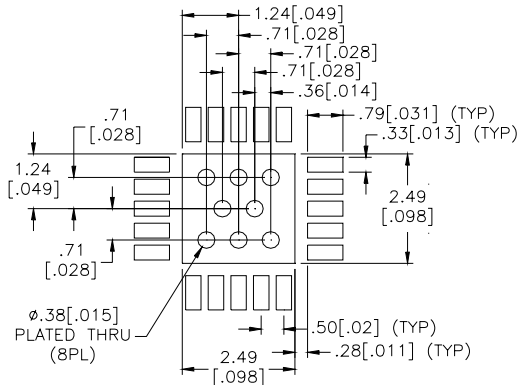 1.24[.049]
.71[.028]
.71[.028]
.71[.028]
.36[.014]
.79[.031] (TYP)
.33[.013] (TYP)
.71
[.028]
1.24
[.049]
2.49
[.098]
.71
[.028]
ø.38[.015]
PLATED THRU
(8PL)
.50[.02] (TYP)
.28[.011] (TYP)
2.49
[.098]